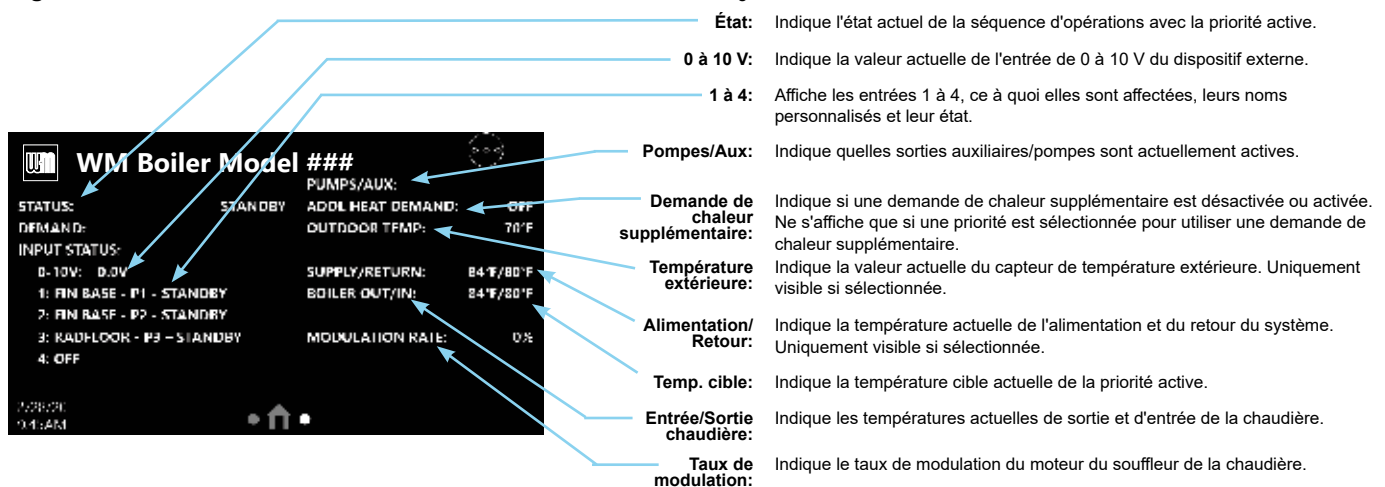 État: Indique l'état actuel de la séquence d'opérations avec la priorité active.
0 à 10 V: Indique la valeur actuelle de l'entrée de 0 à 10 V du dispositif externe.
1 à 4: Affiche les entrées 1 à 4, ce à quoi elles sont affectées, leurs noms
personnalisés et leur état.
Pompes/Aux: Indique quelles sorties auxiliaires/pompes sont actuellement actives.
Demande de
chaleur
supplémentaire:
Indique si une demande de chaleur supplémentaire est désactivée ou activée.
Ne s'affiche que si une priorité est sélectionnée pour utiliser une demande de
chaleur supplémentaire.
Température
extérieure:
Indique la valeur actuelle du capteur de température extérieure. Uniquement
visible si sélectionnée.
Alimentation/
Retour:
Indique la température actuelle de l'alimentation et du retour du système.
Uniquement visible si sélectionnée.
Temp. cible: Indique la température cible actuelle de la priorité active.
Entrée/Sortie
chaudière:
Indique les températures actuelles de sortie et d'entrée de la chaudière.
Taux de
modulation:
Indique le taux de modulation du moteur du souffleur de la chaudière.
WM Boiler Model ###
PUMPS/AUX:
STATUS: STANDBY
ADDL HEAT DEMAND: OFF
DEMAND:
OUTDOOR TEMP: 70°F
INPUT STATUS:
0-10V: 0.0V
SUPPLY/RETURN: 84°F/80°F
1: FIN BASE - P1 - STANDBY
BOILER OUT/IN: 84°F/80°F
2: FIN BASE - P2 - STANDBY
3: RADFLOOR - P3 – STANDBY
MODULATION RATE: 0%
4: OFF
9:45AM